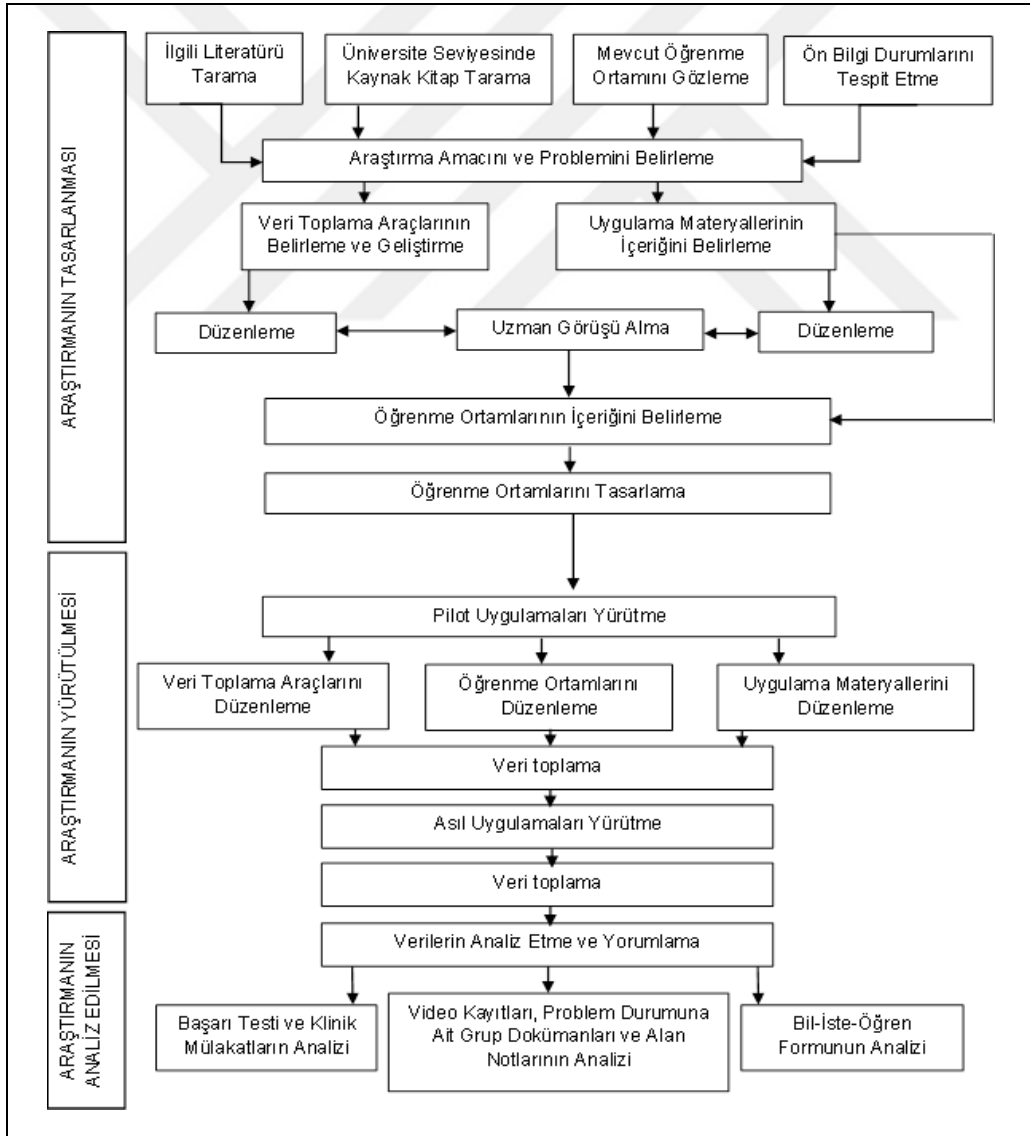 ARAŞTIRMANIN TASARLANMASI
İlgili Literatürü
Tarama
Üniversite Seviyesinde
Kaynak Kitap Tarama
Mevcut Öğrenme
Ortamını Gözleme
Ön Bilgi Durumlarını
Tespit Etme
Araştırma Amacını ve Problemini Belirleme
Veri Toplama Araçlarının
Belirleme ve Geliştirme
Uygulama Materyallerinin
İçeriğini Belirleme
Düzenleme
Uzman Görüşü Alma
Düzenleme
Öğrenme Ortamlarının İçeriğini Belirleme
Öğrenme Ortamlarını Tasarlama
ARAŞTIRMANIN YÜRÜTÜLMESİ
Pilot Uygulamaları Yürütme
Veri Toplama Araçlarını
Düzenleme
Öğrenme Ortamlarını
Düzenleme
Uygulama Materyallerini
Düzenleme
Veri toplama
Asıl Uygulamaları Yürütme
Veri toplama
ARAŞTIRMANIN
ANALİZ EDİLMESİ
Verilerin Analiz Etme ve Yorumlama
Başarı Testi ve Klinik
Mülakatların Analizi
Video Kayıtları, Problem Durumuna
Ait Grup Dokümanları ve Alan
Notlarının Analizi
Bil-İste-Öğren
Formunun Analizi